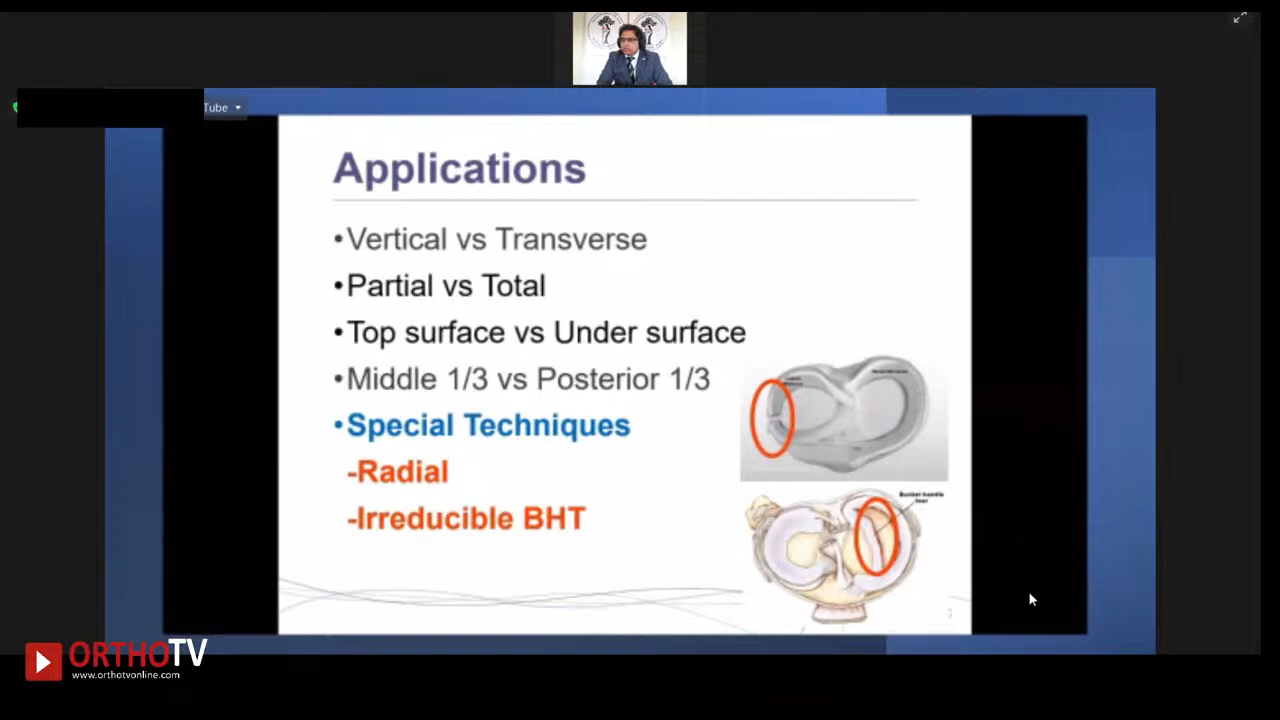 Tube
Applications
•Vertical vs Transverse
•Partial vs Total
•Top surface vs Under surface
•Middle 1/3 vs Posterior 1/3
•Special Techniques
-Radial
-Irreducible BHT
Bucket handle
tear
ORTHOTV
www.orthotvonline.com